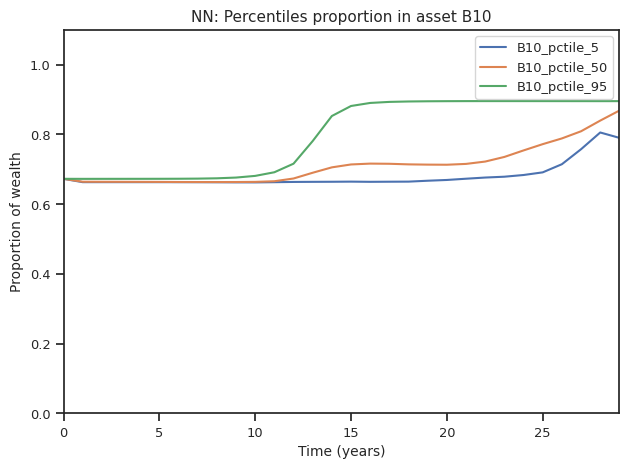 NN: Percentiles proportion in asset B10
B10_pctile_5
B10_pctile_50
B10_pctile_95
Proportion of wealth
1.0
0.8
0.6
0.4
0.2
0.0
0 5 10 15 20 25
Time (years)